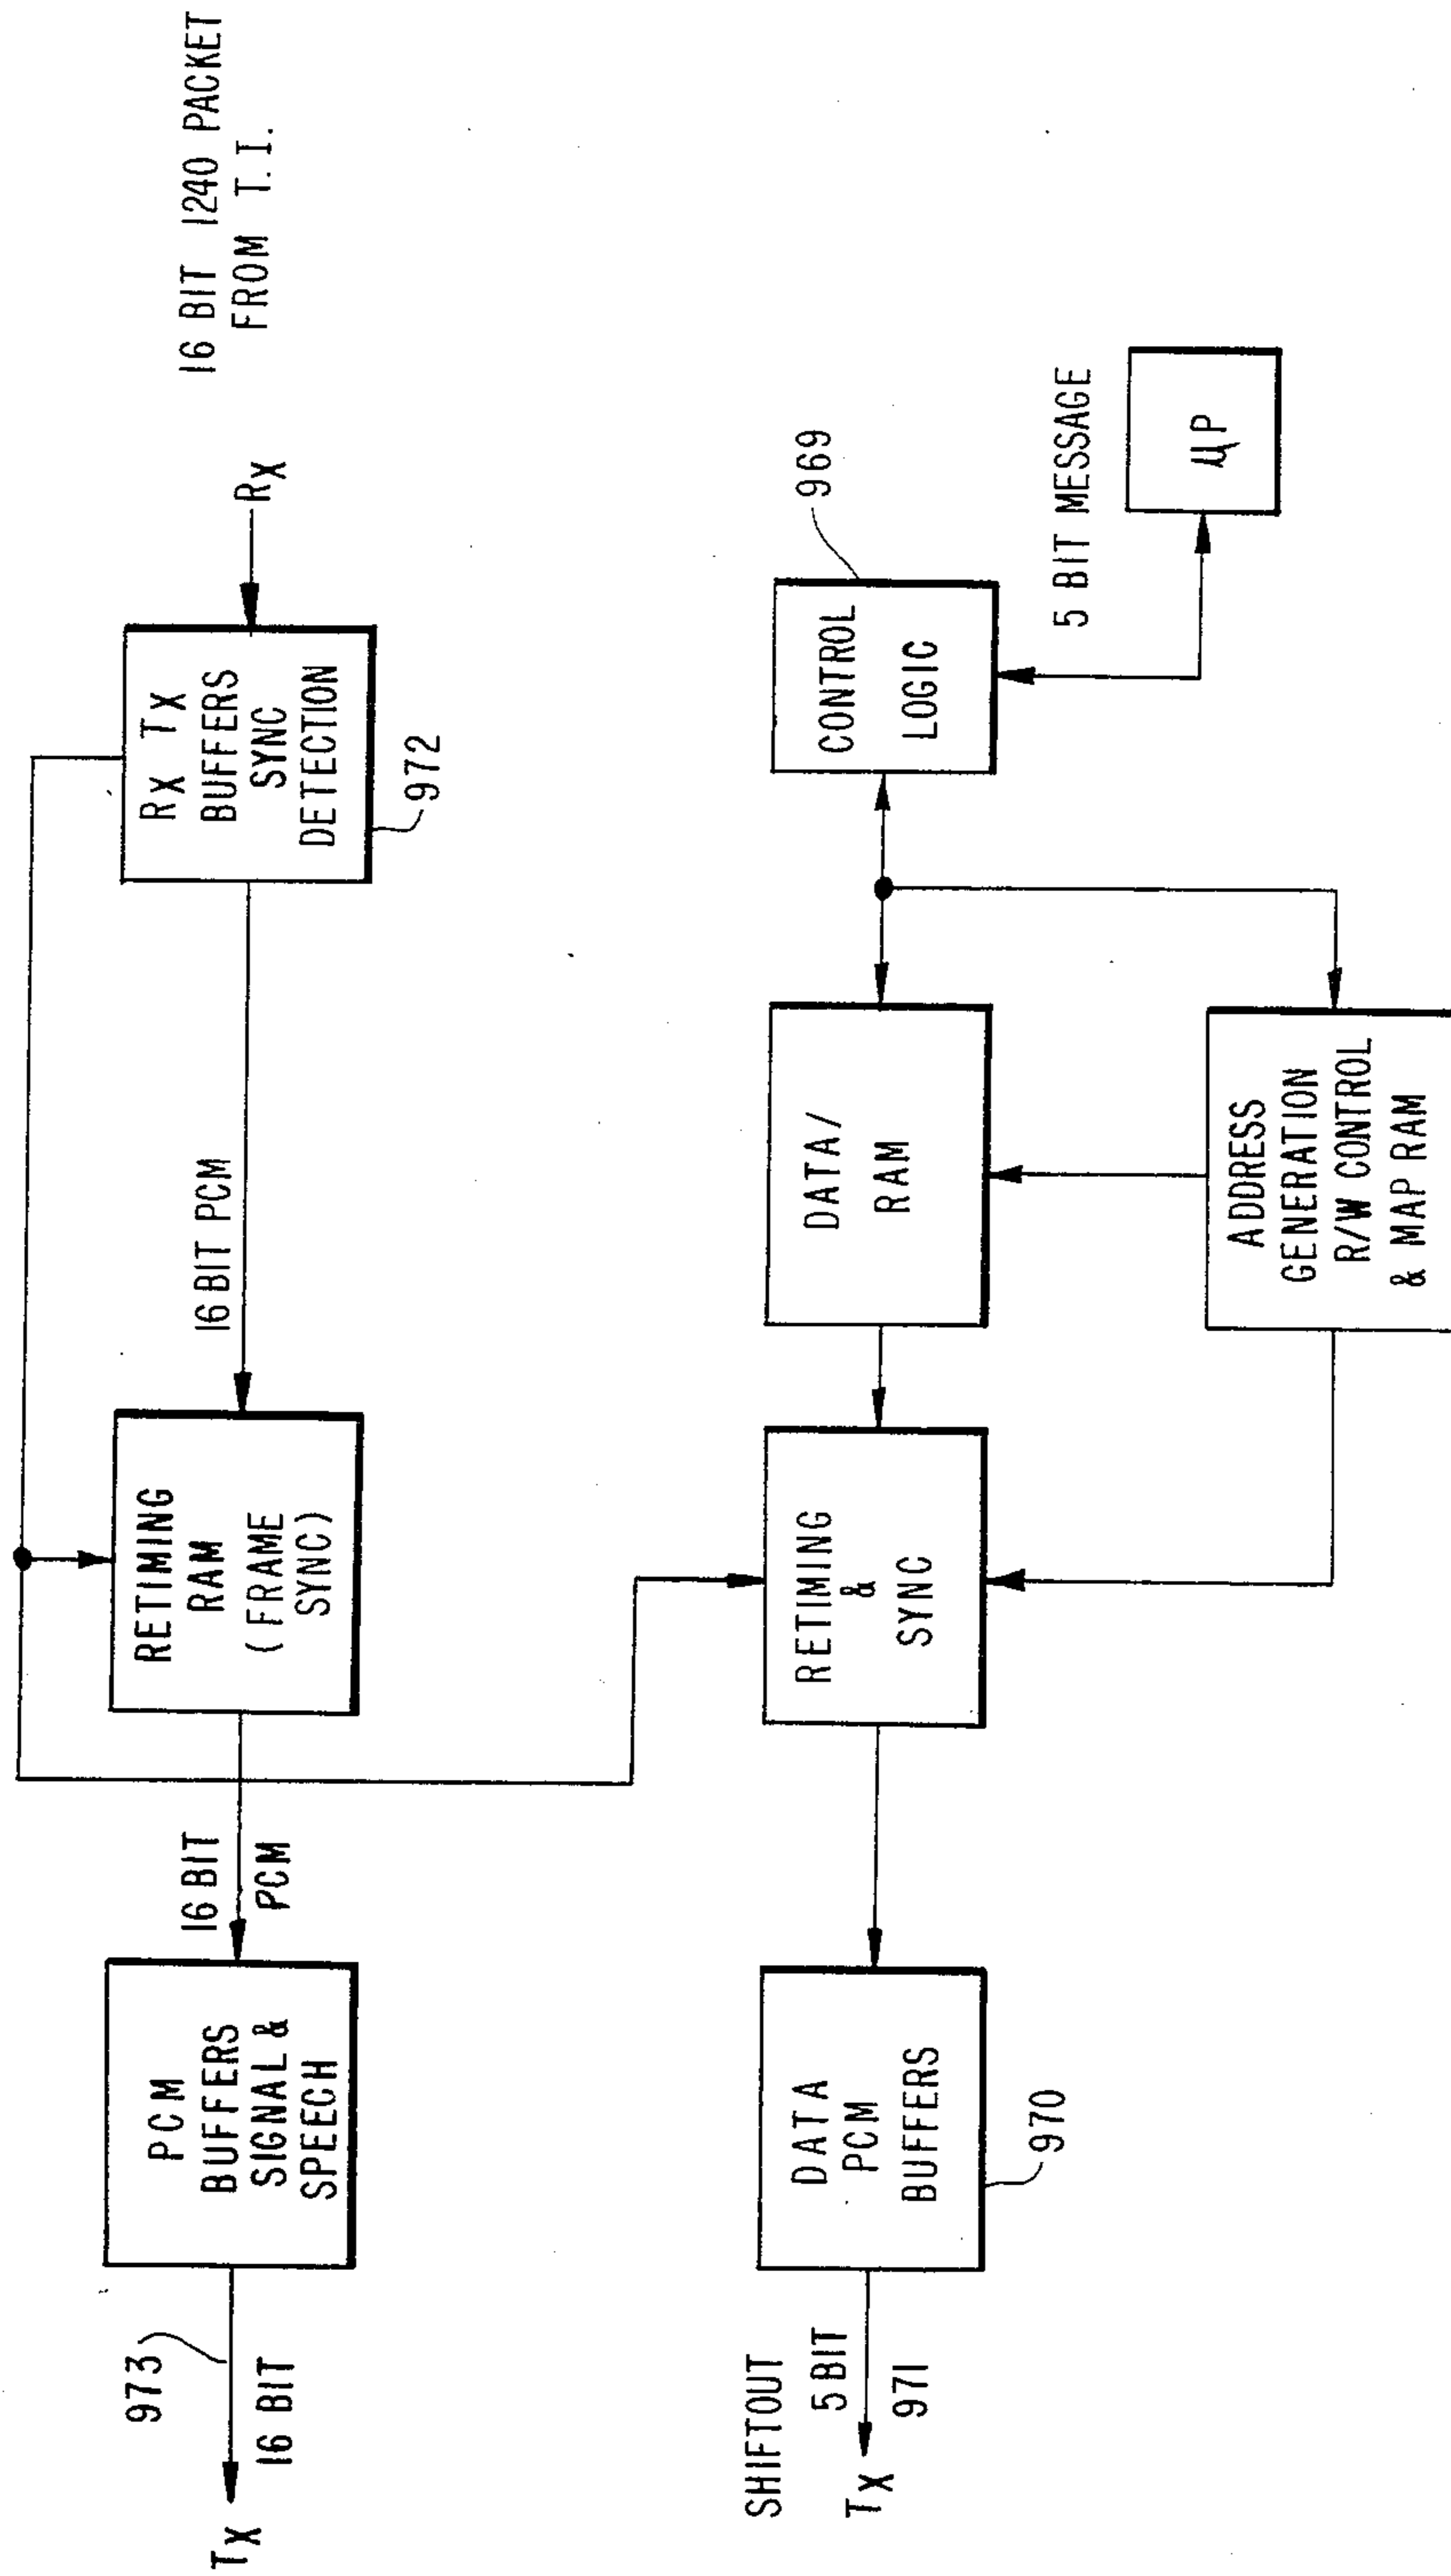 16 BIT 1240 PACKET
FROM T.I.
Rx
Rx Tx
BUFFERS
SYNC
DETECTION
972
16 BIT PCM
RETIMING
RAM
(FRAME
SYNC)
16 BIT
PCM
PCM
BUFFERS
SIGNAL &
SPEECH
973
Tx
16 BIT
5 BIT MESSAGE
μP
969
CONTROL
LOGIC
DATA/
RAM
ADDRESS
GENERATION
R/W CONTROL
& MAP RAM
RETIMING
&
SYNC
DATA
PCM
BUFFERS
970
SHIFTOUT
5 BIT
Tx
971